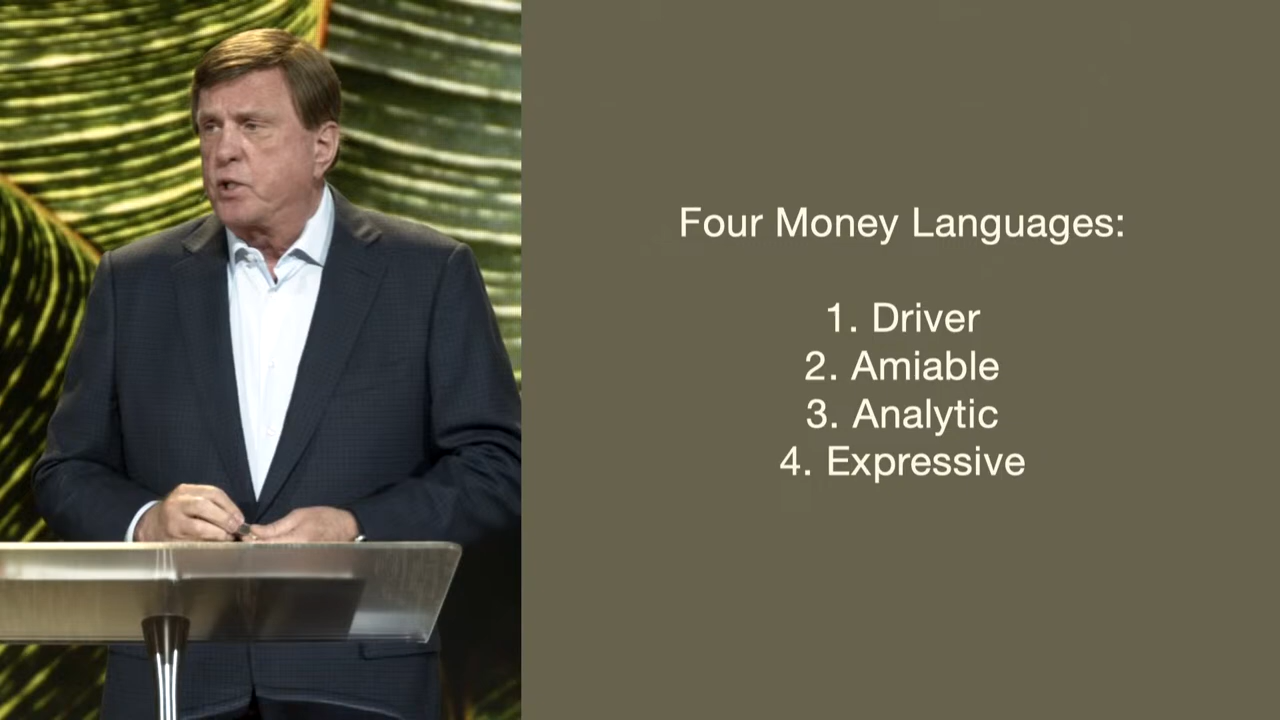 Four Money Languages:
1. Driver
2. Amiable
3. Analytic
4. Expressive